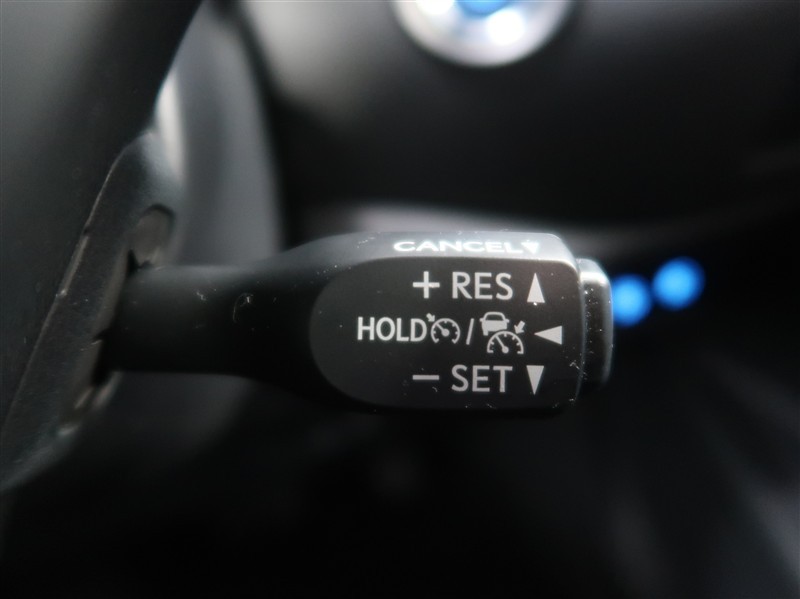 CANCEL
+ RES
HOLD /
− SET